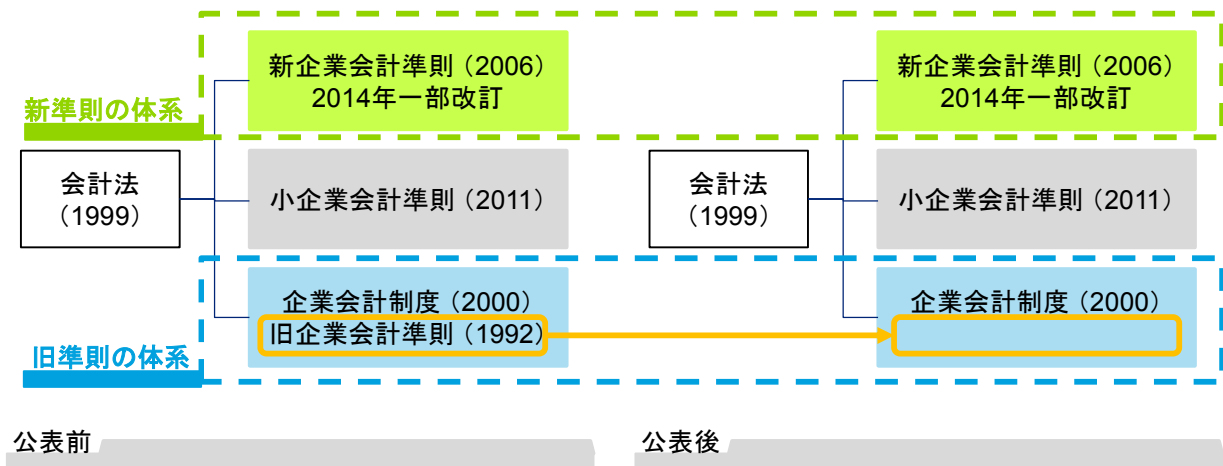 新企業会計準則（2006）
2014年一部改訂
新準則の体系
会計法
（1999）
小企業会計準則（2011）
企業会計制度（2000）
旧企業会計準則（1992）
旧準則の体系
公表前
新企業会計準則（2006）
2014年一部改訂
会計法
（1999）
小企業会計準則（2011）
企業会計制度（2000）
公表後